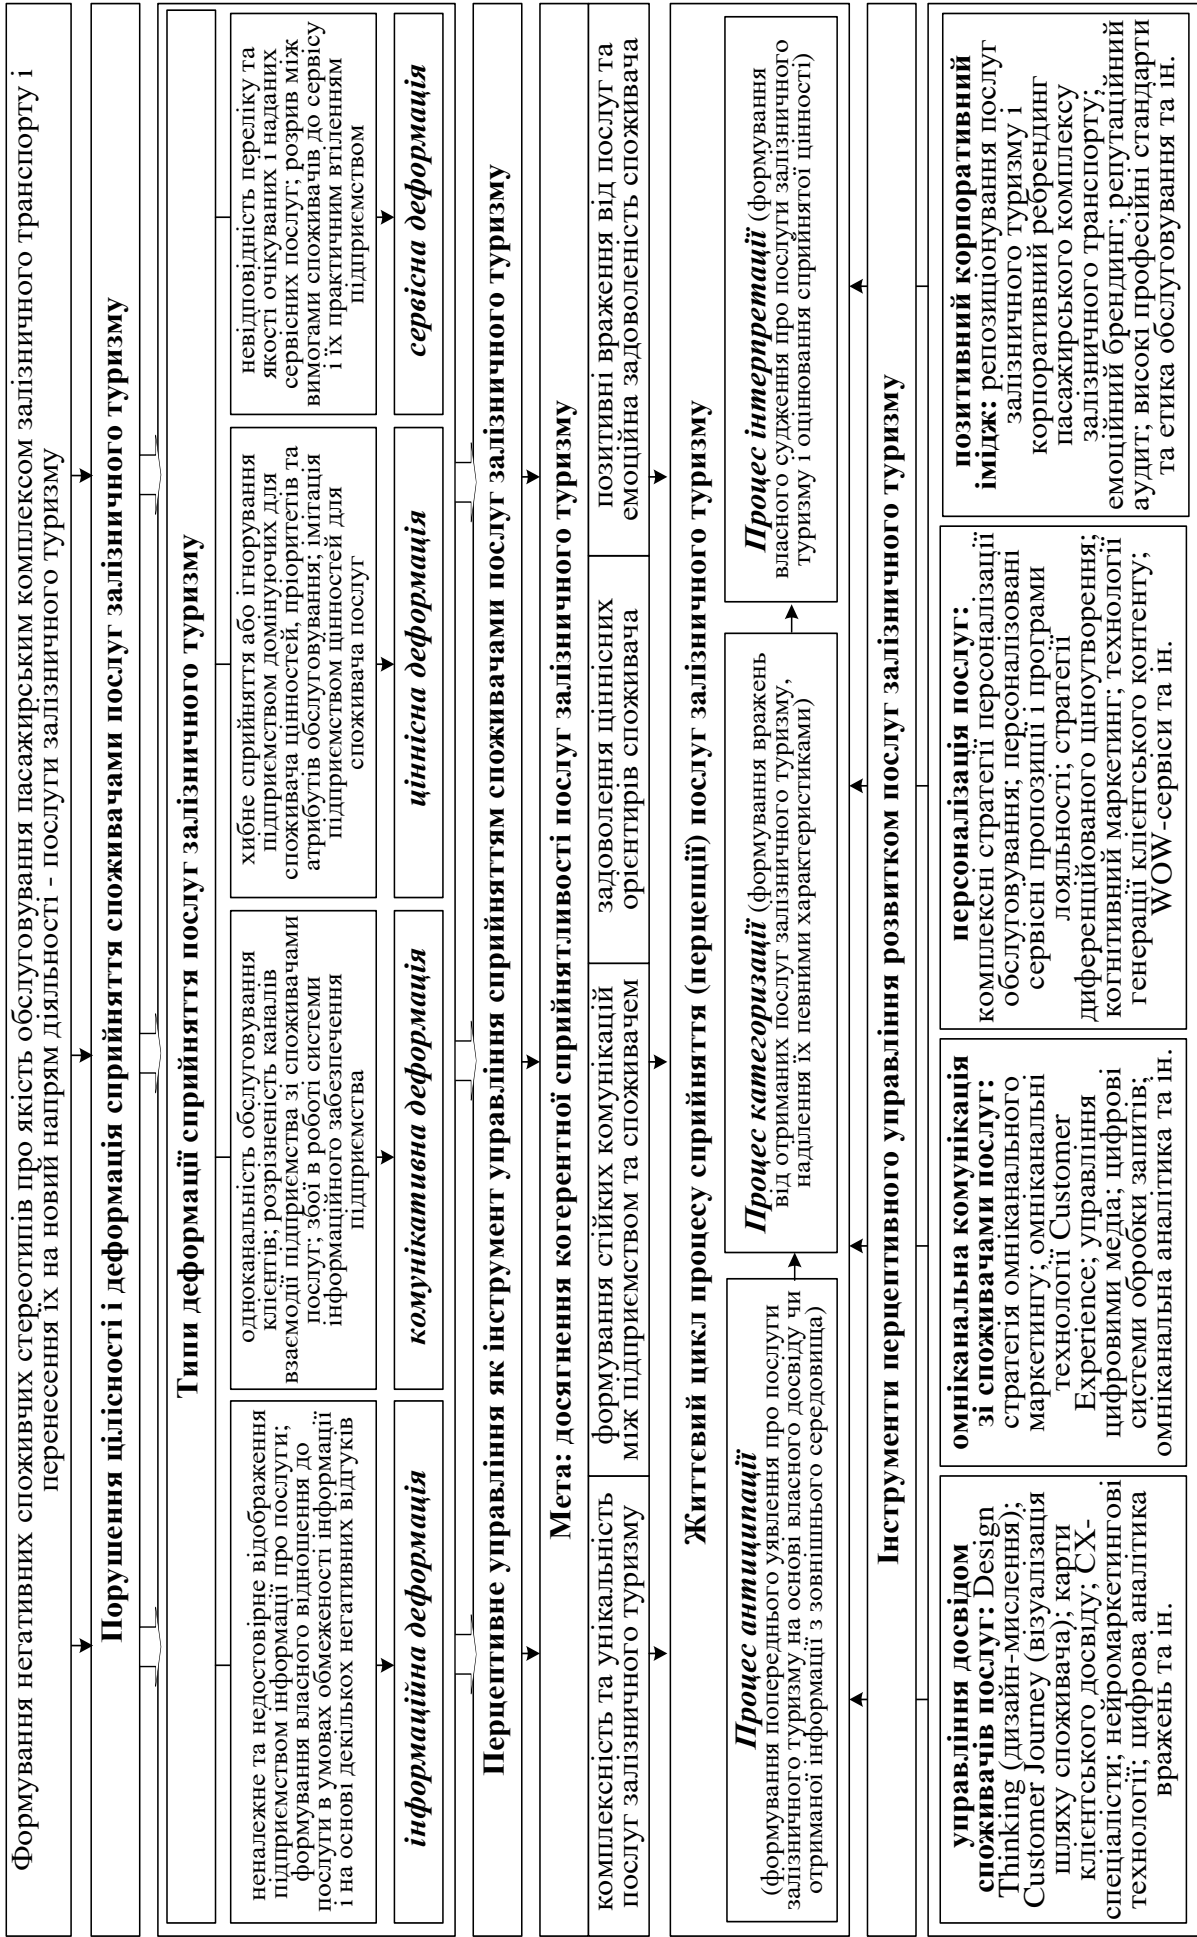 Формування негативних споживчих стереотипів про якість обслуговування пасажирським комплексом залізничного транспорту і
перенесення їх на новий напрям діяльності - послуги залізничного туризму
Порушення цілісності і деформація сприйняття споживачами послуг залізничного туризму
Типи деформації сприйняття послуг залізничного туризму
неналежне та недостовірне відображення
підприємством інформації про послуги;
формування власного відношення до
послуги в умовах обмеженості інформації
і на основі декількох негативних відгуків
одноканальність обслуговування
клієнтів; розрізненість каналів
взаємодії підприємства зі споживачами
послуг; збої в роботі системи
інформаційного забезпечення
підприємства
хибне сприйняття або ігнорування
підприємством домінуючих для
споживача цінностей, пріоритетів та
атрибутів обслуговування; імітація
підприємством цінностей для
споживача послуг
невідповідність переліку та
якості очікуваних і наданих
сервісних послуг; розрив між
вимогами споживачів до сервісу
і їх практичним втіленням
підприємством
інформаційна деформація
комунікативна деформація
ціннісна деформація
сервісна деформація
Перцептивне управління як інструмент управління сприйняттям споживачами послуг залізничного туризму
Мета: досягнення когерентної сприйнятливості послуг залізничного туризму
комплексність та унікальність
послуг залізничного туризму
формування стійких комунікацій
між підприємством та споживачем
задоволення ціннісних
орієнтирів споживача
позитивні враження від послуг та
емоційна задоволеність споживача
Життєвий цикл процесу сприйняття (перцепції) послуг залізничного туризму
Процес антиципації
(формування попереднього уявлення про послуги
залізничного туризму на основі власного досвіду чи
отриманої інформації з зовнішнього середовища)
Процес категоризації (формування вражень
від отриманих послуг залізничного туризму,
наділення їх певними характеристиками)
Процес інтерпретації (формування
власного судження про послуги залізничного
туризму і оцінювання сприйнятої цінності)
Інструменти перцептивного управління розвитком послуг залізничного туризму
управління досвідом
споживачів послуг: Design
Thinking (дизайн-мислення);
Customer Journey (візуалізація
шляху споживача); карти
клієнтського досвіду; CX-
спеціалісти; нейромаркетингові
технології; цифрова аналітика
вражень та ін.
омніканальна комунікація
зі споживачами послуг:
стратегія омніканального
маркетингу; омніканальні
технології Customer
Experience; управління
цифровими медіа; цифрові
системи обробки запитів;
омніканальна аналітика та ін.
персоналізація послуг:
комплексні стратегії персоналізації
обслуговування; персоналізовані
сервісні пропозиції і програми
лояльності; стратегії
диференційованого ціноутворення;
когнітивний маркетинг; технології
генерації клієнтського контенту;
WOW-сервіси та ін.
позитивний корпоративний
імідж: репозиціонування послуг
залізничного туризму і
корпоративний ребрендинг
пасажирського комплексу
залізничного транспорту;
емоційний брендинг; репутаційний
аудит; високі професійні стандарти
та етика обслуговування та ін.